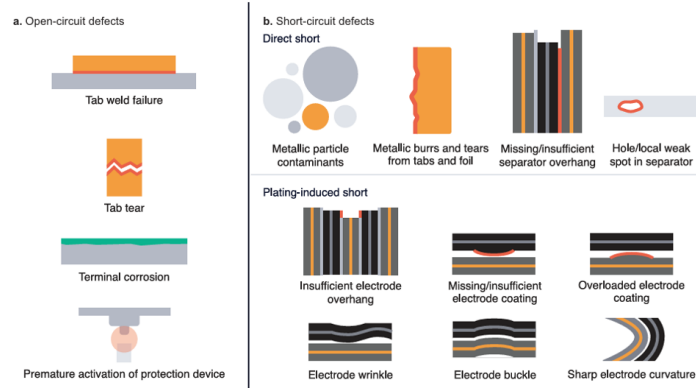 a. Open-circuit defects
Tab weld failure
Tab tear
Terminal corrosion
Premature activation of protection device
b. Short-circuit defects
Direct short
Metallic particle
contaminants
Metallic burrs and tears
from tabs and foil
Missing/insufficient
separator overhang
Hole/local weak
spot in separator
Plating-induced short
Insufficient electrode
overhang
Missing/insufficient
electrode coating
Overloaded electrode
coating
Electrode wrinkle
Electrode buckle
Sharp electrode curvature